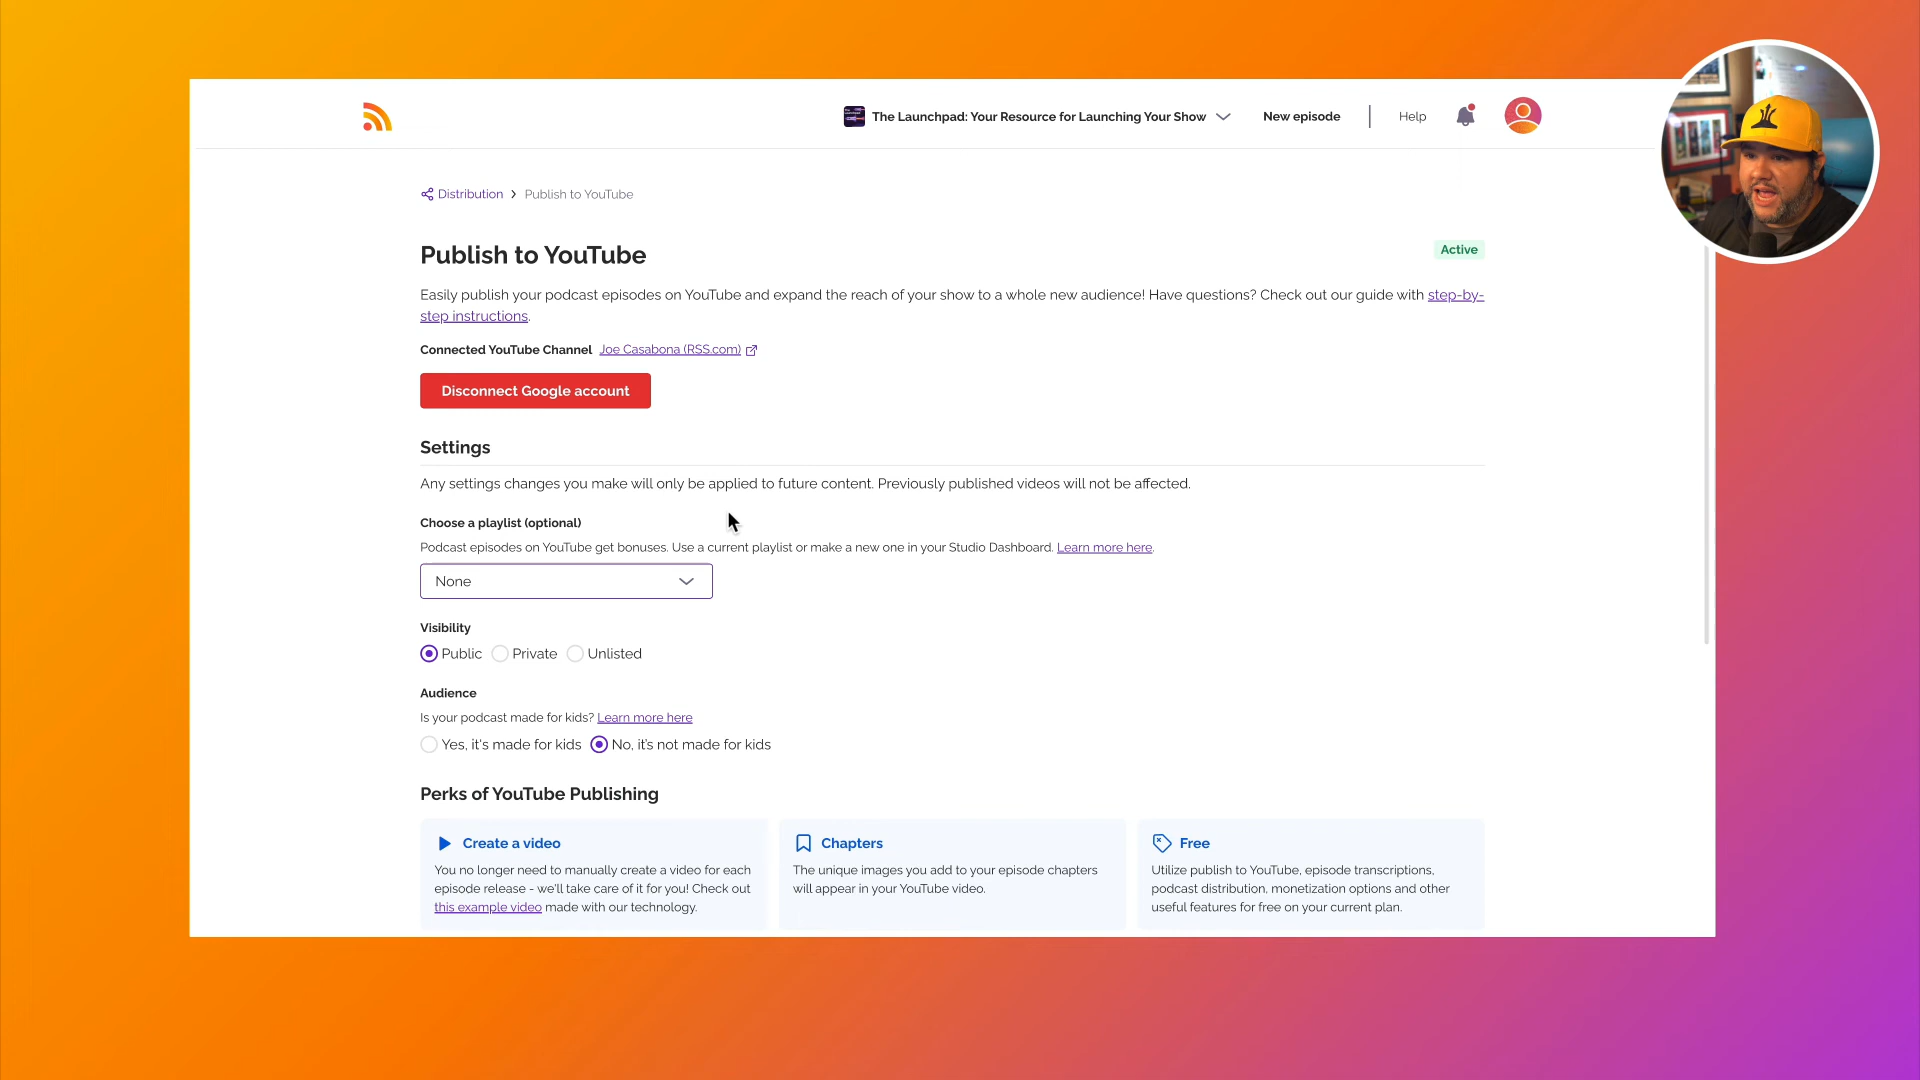 The Launchpad: Your Resource for Launching Your Show
New episode
Help
Distribution > Publish to YouTube
Publish to YouTube
Active
Easily publish your podcast episodes on YouTube and expand the reach of your show to a whole new audience! Have questions? Check out our guide with step-by-
step instructions.
Connected YouTube Channel Joe Casabona (RSS.com)
Disconnect Google account
Settings
Any settings changes you make will only be applied to future content. Previously published videos will not be affected.
Choose a playlist (optional)
Podcast episodes on YouTube get bonuses. Use a current playlist or make a new one in your Studio Dashboard. Learn more here.
None
Visibility
Public Private Unlisted
Audience
Is your podcast made for kids? Learn more here
Yes, it's made for kids No, it's not made for kids
Perks of YouTube Publishing
Create a video
You no longer need to manually create a video for each
episode release - we'll take care of it for you! Check out
this example video made with our technology.
Chapters
The unique images you add to your episode chapters
will appear in your YouTube video.
Free
Utilize publish to YouTube, episode transcriptions,
podcast distribution, monetization options and other
useful features for free on your current plan.